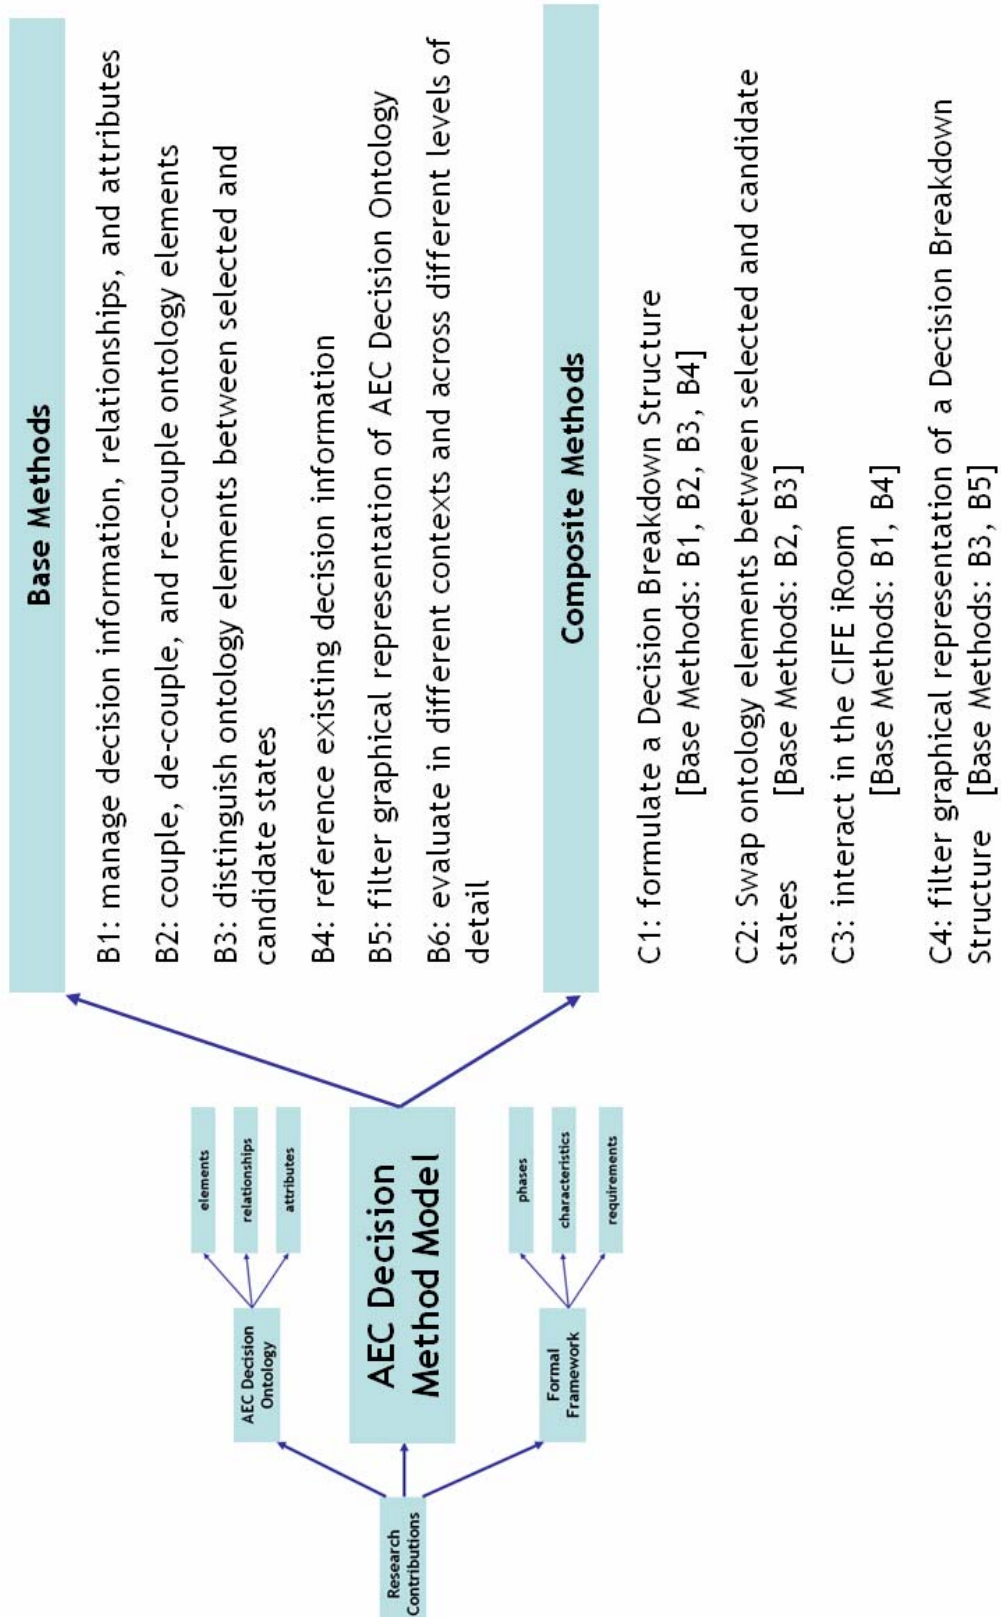 Research
Contributions
AEC Decision
Ontology
elements
relationships
attributes
AEC Decision
Method Model
Formal
Framework
phases
characteristics
requirements
Base Methods
B1: manage decision information, relationships, and attributes
B2: couple, de-couple, and re-couple ontology elements
B3: distinguish ontology elements between selected and
candidate states
B4: reference existing decision information
B5: filter graphical representation of AEC Decision Ontology
B6: evaluate in different contexts and across different levels of
detail
Composite Methods
C1: formulate a Decision Breakdown Structure
[Base Methods: B1, B2, B3, B4]
C2: Swap ontology elements between selected and candidate
states [Base Methods: B2, B3]
C3: interact in the CIFE iRoom
[Base Methods: B1, B4]
C4: filter graphical representation of a Decision Breakdown
Structure [Base Methods: B3, B5]